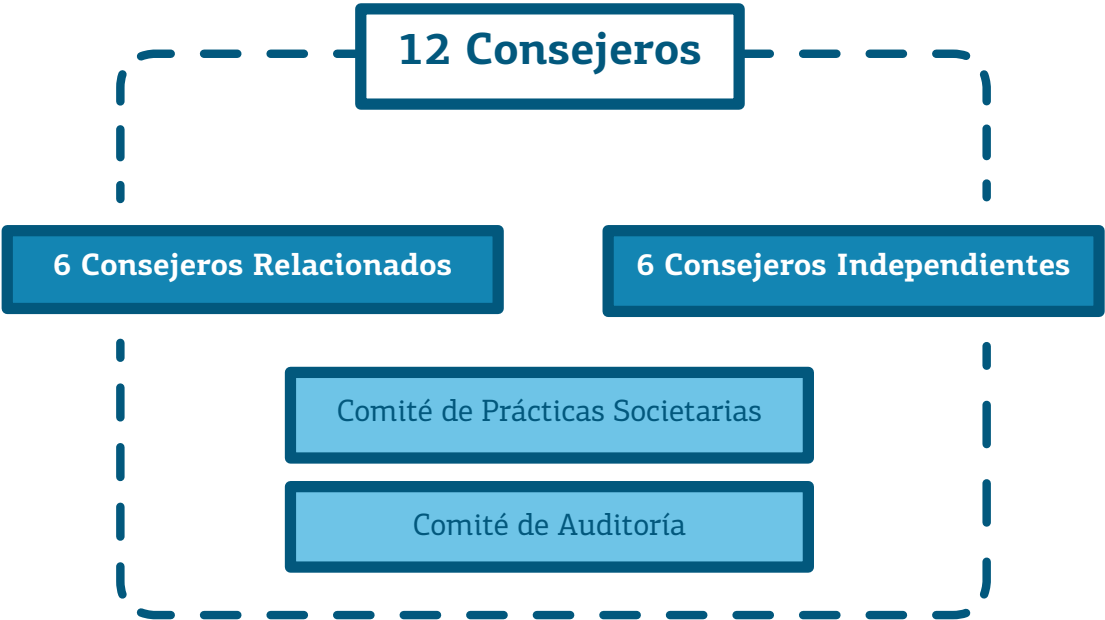 12 Consejeros
6 Consejeros Relacionados
6 Consejeros Independientes
Comité de Prácticas Societarias
Comité de Auditoría